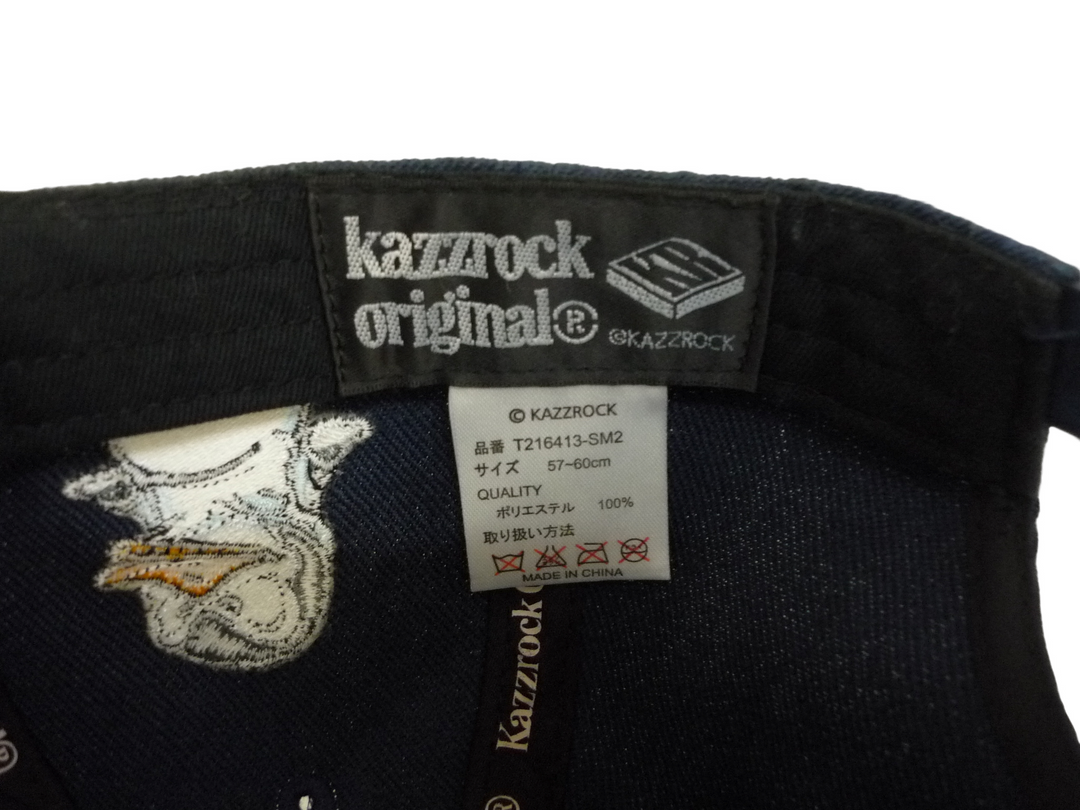 kazzrock
original®
KR
©KAZZROCK
© KAZZROCK
品番 T216413-SM2
サイズ 57~60cm
QUALITY
ポリエステル 100%
取り扱い方法
MADE IN CHINA
Kazzrock
®